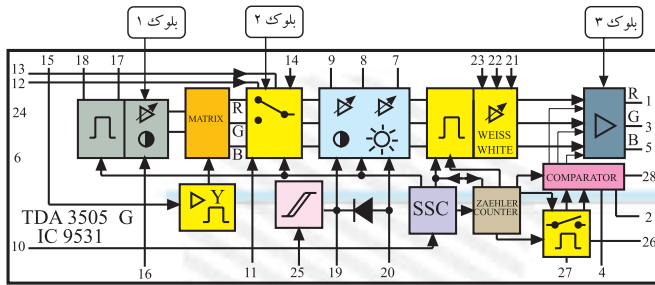 بلوک ۱
بلوک ۲
بلوک ۳
15 18 17 14 9 8 7 23 22 21
13
12
24
6
10
MATRIX
R
G
B
WEISS
WHITE
R 1
G 3
B 5
Y
SSC
ZAEHLER
COUNTER
COMPARATOR
28
2
26
TDA 3505 G
IC 9531
16 11 25 19 20 27 4